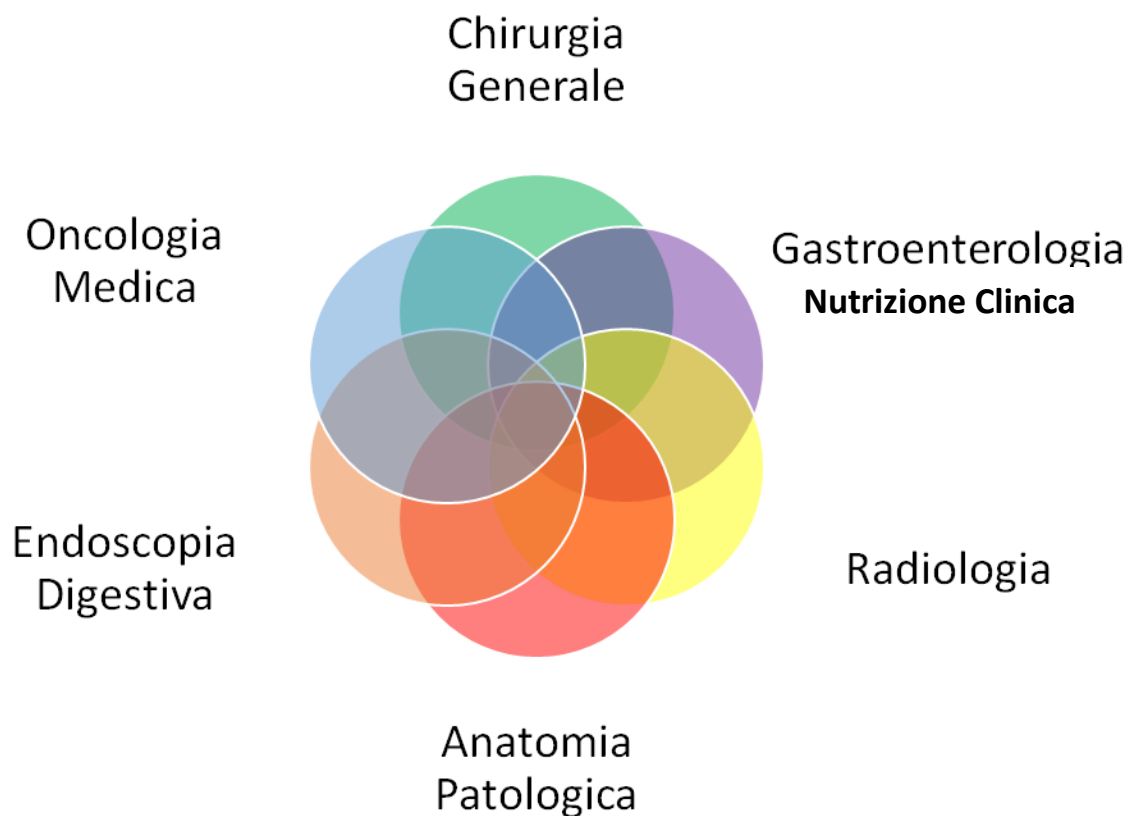 Chirurgia
Generale
Oncologia
Medica
Gastroenterologia
Nutrizione Clinica
Endoscopia
Digestiva
Radiologia
Anatomia
Patologica